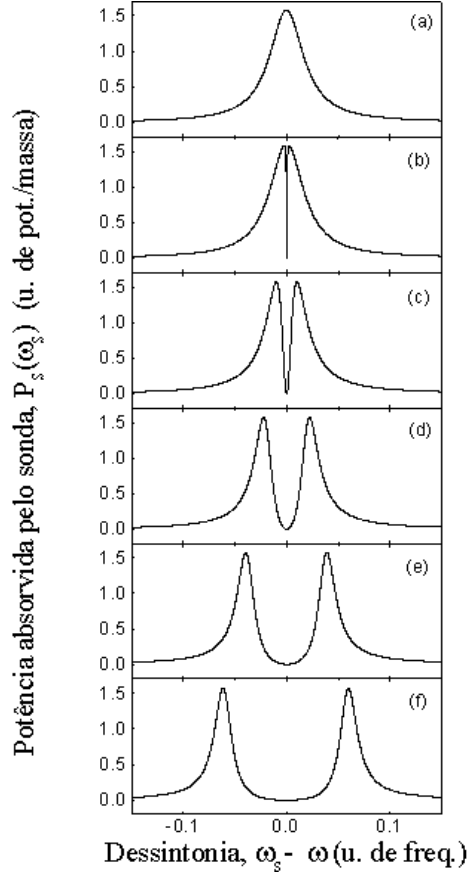 Potência absorvida pelo sonda, P_s(ω_s) (u. de pot./massa)
1.5
1.0
0.5
0.0
(a)
1.5
1.0
0.5
0.0
(b)
1.5
1.0
0.5
0.0
(c)
1.5
1.0
0.5
0.0
(d)
1.5
1.0
0.5
0.0
(e)
1.5
1.0
0.5
0.0
(f)
-0.1 0.0 0.1
Dessintonia, ω_s- ω (u. de freq.)